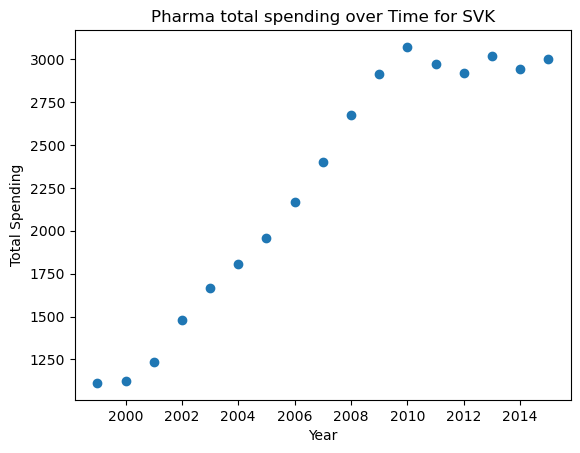 Pharma total spending over Time for SVK
Total Spending
3000
2750
2500
2250
2000
1750
1500
1250
2000 2002 2004 2006 2008 2010 2012 2014
Year